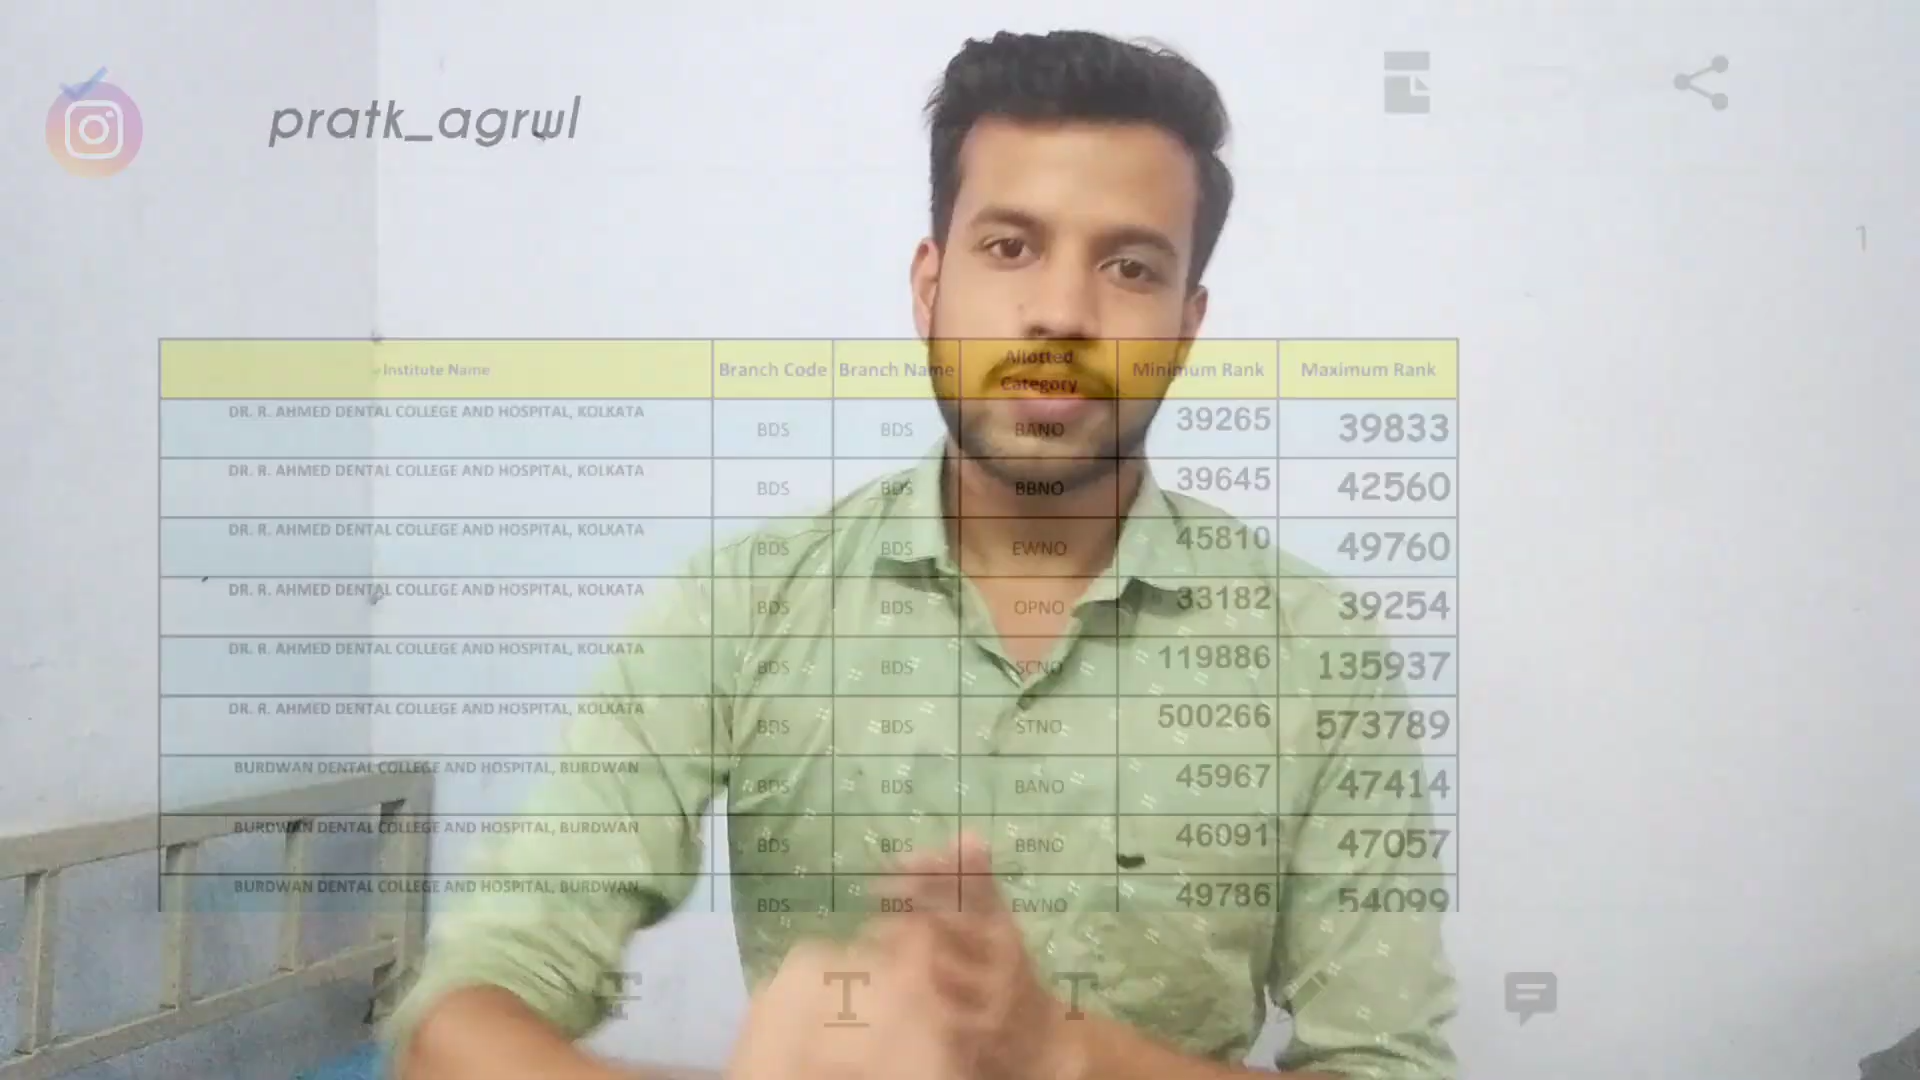 pratk_agrwl
1
Institute Name Branch Code Branch Name Allotted Category Minimum Rank Maximum Rank
DR. R. AHMED DENTAL COLLEGE AND HOSPITAL, KOLKATA BDS BDS BANO 39265 39833
DR. R. AHMED DENTAL COLLEGE AND HOSPITAL, KOLKATA BDS BDS BBNO 39645 42560
DR. R. AHMED DENTAL COLLEGE AND HOSPITAL, KOLKATA BDS BDS EWNO 45810 49760
DR. R. AHMED DENTAL COLLEGE AND HOSPITAL, KOLKATA BDS BDS OPNO 33182 39254
DR. R. AHMED DENTAL COLLEGE AND HOSPITAL, KOLKATA BDS BDS SCNO 119886 135937
DR. R. AHMED DENTAL COLLEGE AND HOSPITAL, KOLKATA BDS BDS STNO 500266 573789
BURDWAN DENTAL COLLEGE AND HOSPITAL, BURDWAN BDS BDS BANO 45967 47414
BURDWAN DENTAL COLLEGE AND HOSPITAL, BURDWAN BDS BDS BBNO 46091 47057
BURDWAN DENTAL COLLEGE AND HOSPITAL, BURDWAN BDS BDS EWNO 49786 54099